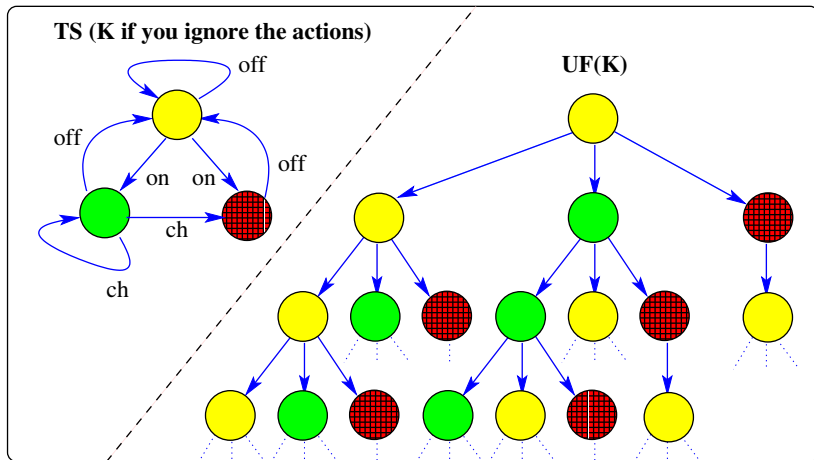 TS (K if you ignore the actions)
off
UF(K)
off
off
on
on
ch
ch